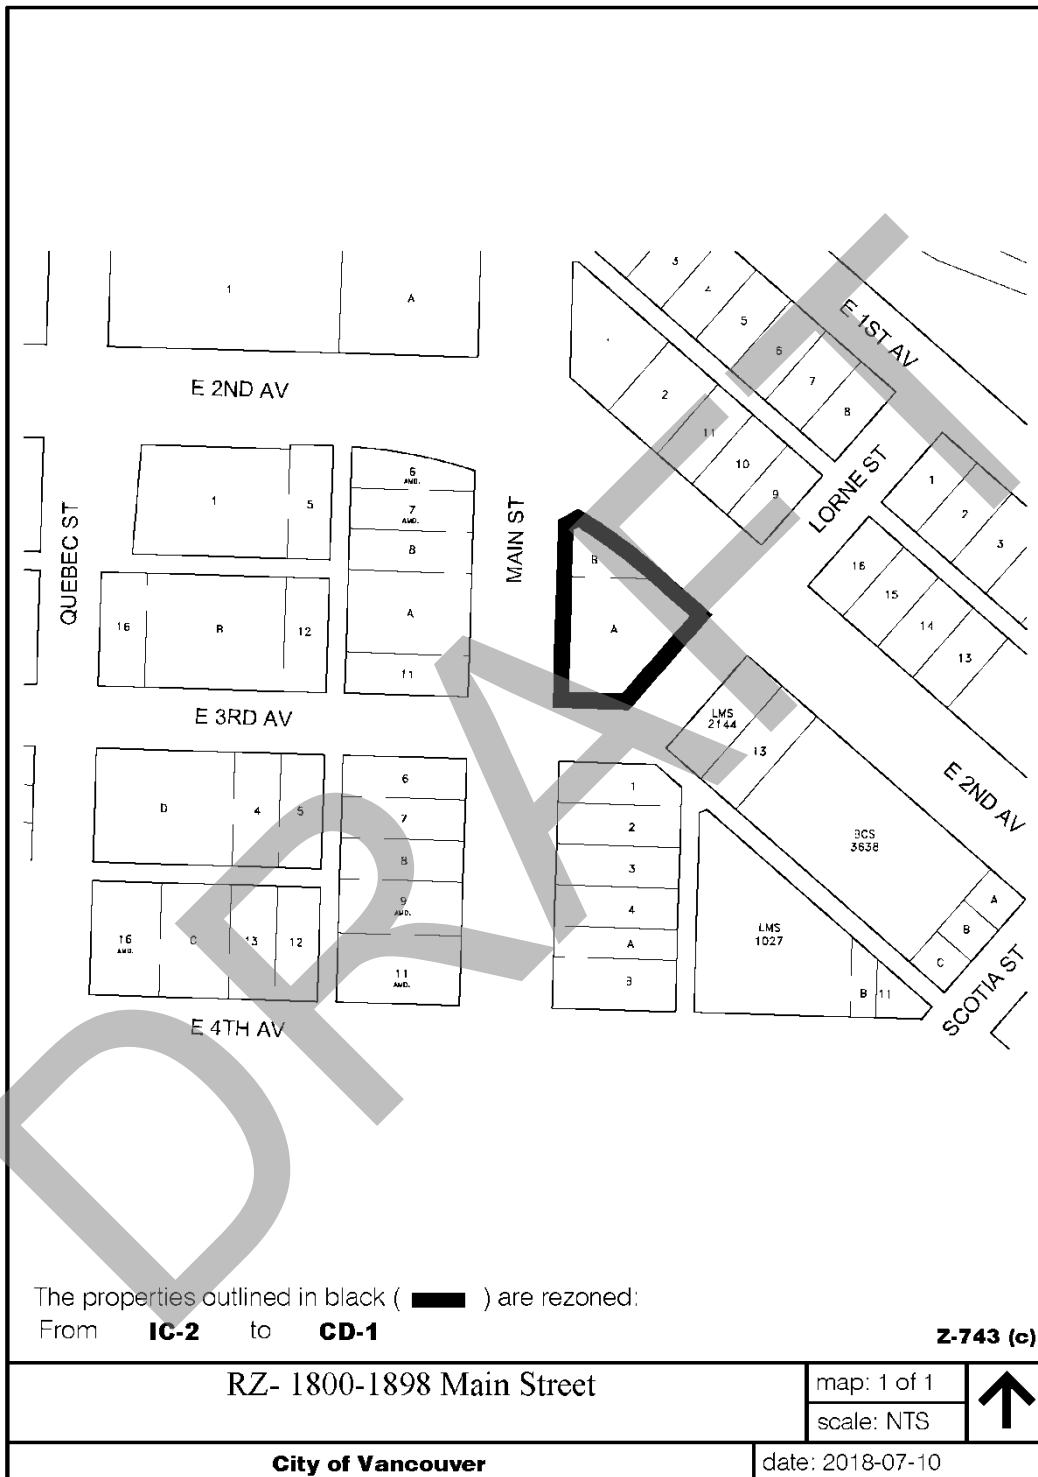 1
A
3
4
5
6
7
8
E 1ST AV
2
11
10
9
E 2ND AV
LORNE ST
1
2
3
QUEBEC ST
1
5
6
AMD.
7
AMD.
8
A
11
MAIN ST
B
A
16
15
14
13
16
B
12
E 3RD AV
LMS
2144
13
E 2ND AV
D
4
5
6
7
8
9
AMD.
11
AMD.
1
2
3
4
A
B
BCS
3638
A
B
C
16
AMD.
C
13
12
LMS
1027
B
11
SCOTIA ST
E 4TH AV
DRAFT
The properties outlined in black ( ) are rezoned:
From IC-2 to CD-1
Z-743 (c)
RZ- 1800-1898 Main Street
map: 1 of 1
scale: NTS
City of Vancouver
date: 2018-07-10